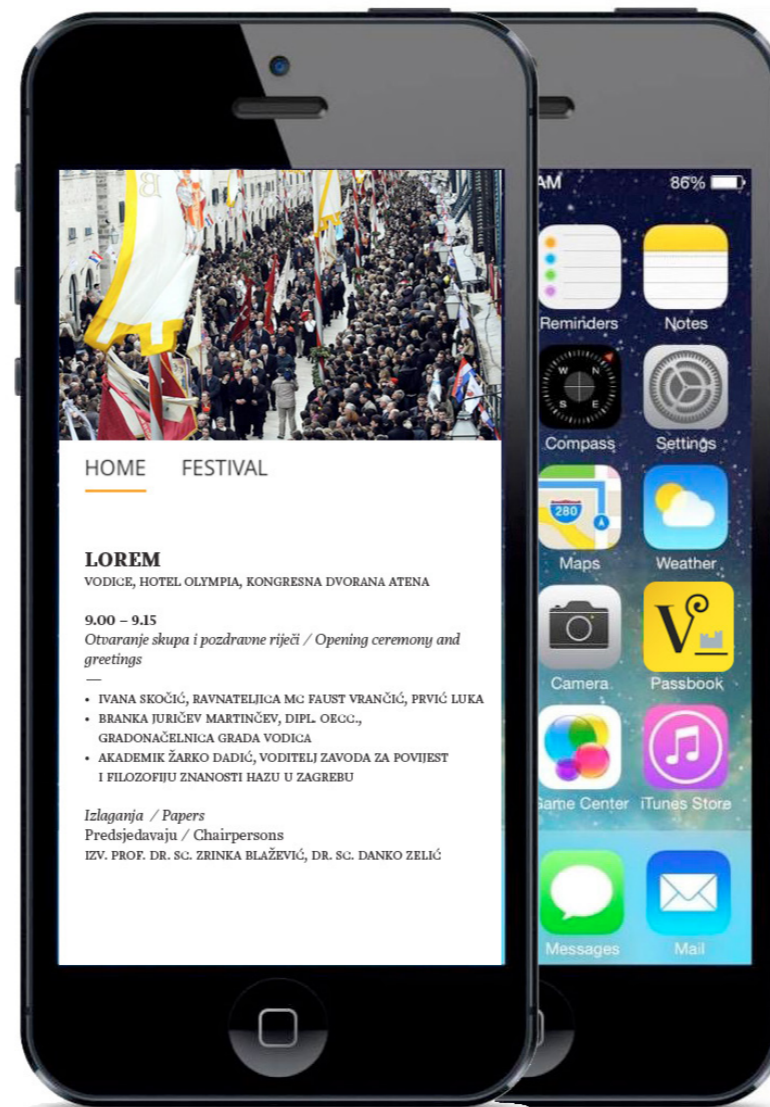 HOME FESTIVAL
LOREM
VODICE, HOTEL OLYMPIA, KONGRESNA DVORANA ATENA
9.00 – 9.15
Otvaranje skupa i pozdravne riječi / Opening ceremony and
greetings
—
• IVANA SKOČIĆ, RAVNATELJICA MC FAUST VRANČIĆ, PRVIĆ LUKA
• BRANKA JURIČEV MARTINČEV, DIPL. OECC.,
GRADONAČELNICA GRADA VODICA
• AKADEMIK ŽARKO DADIĆ, VODITELJ ZAVODA ZA POVIJEST
I FILOZOFIJU ZNANOSTI HAZU U ZAGREBU
Izlaganja / Papers
Predsjedavaju / Chairpersons
IZV. PROF. DR. SC. ZRINKA BLAŽEVIĆ, DR. SC. DANKO ZELIĆ
AM 86%
Reminders Notes
W N
S E
Compass Settings
280
Maps Weather
V
Camera Passbook
Game Center iTunes Store
Messages Mail